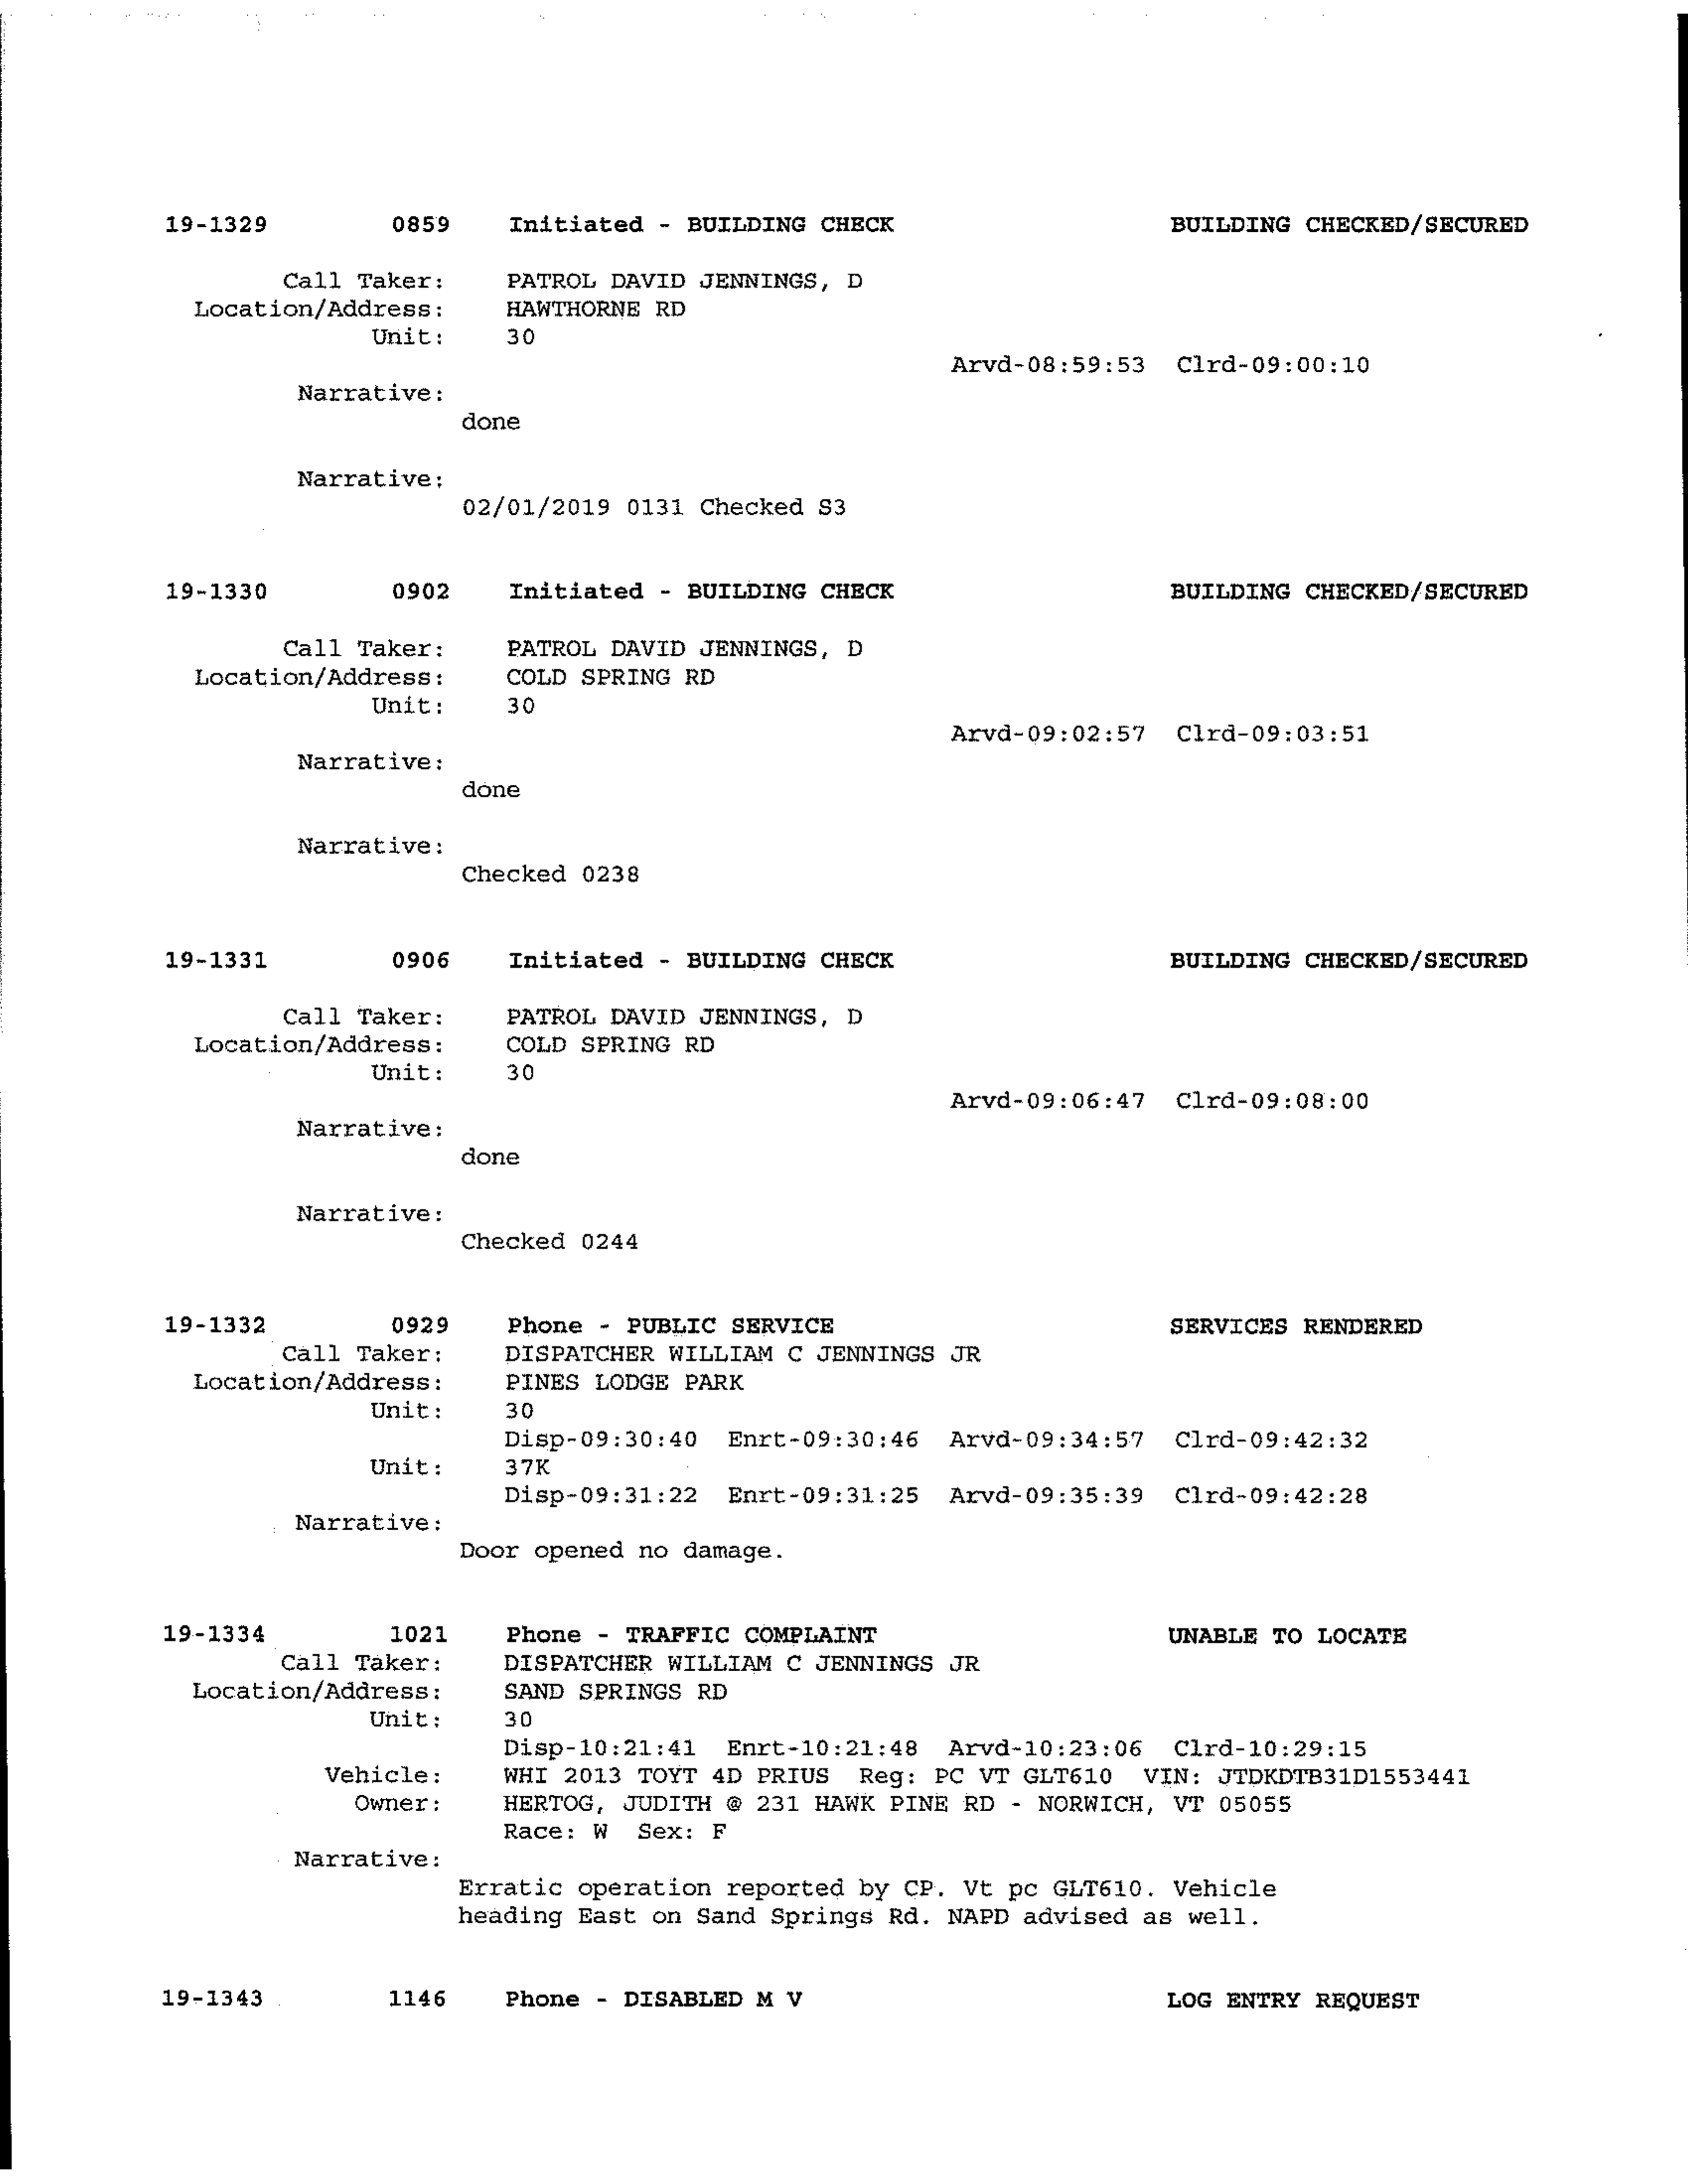 19-1329 0859 Initiated - BUILDING CHECK BUILDING CHECKED/SECURED
Call Taker: PATROL DAVID JENNINGS, D
Location/Address: HAWTHORNE RD
Unit: 30
Arvd-08:59:53 Clrd-09:00:10
Narrative:
done
Narrative:
02/01/2019 0131 Checked S3
19-1330 0902 Initiated - BUILDING CHECK BUILDING CHECKED/SECURED
Call Taker: PATROL DAVID JENNINGS, D
Location/Address: COLD SPRING RD
Unit: 30
Arvd-09:02:57 Clrd-09:03:51
Narrative:
done
Narrative:
Checked 0238
19-1331 0906 Initiated - BUILDING CHECK BUILDING CHECKED/SECURED
Call Taker: PATROL DAVID JENNINGS, D
Location/Address: COLD SPRING RD
Unit: 30
Arvd-09:06:47 Clrd-09:08:00
Narrative:
done
Narrative:
Checked 0244
19-1332 0929 Phone - PUBLIC SERVICE SERVICES RENDERED
Call Taker: DISPATCHER WILLIAM C JENNINGS JR
Location/Address: PINES LODGE PARK
Unit: 30
Disp-09:30:40 Enrt-09:30:46 Arvd-09:34:57 Clrd-09:42:32
Unit: 37K
Disp-09:31:22 Enrt-09:31:25 Arvd-09:35:39 Clrd-09:42:28
Narrative:
Door opened no damage.
19-1334 1021 Phone - TRAFFIC COMPLAINT UNABLE TO LOCATE
Call Taker: DISPATCHER WILLIAM C JENNINGS JR
Location/Address: SAND SPRINGS RD
Unit: 30
Disp-10:21:41 Enrt-10:21:48 Arvd-10:23:06 Clrd-10:29:15
Vehicle: WHI 2013 TOYT 4D PRIUS Reg: PC VT GLT610 VIN: JTDKDTB31D1553441
Owner: HERTOG, JUDITH @ 231 HAWK PINE RD - NORWICH, VT 05055
Race: W Sex: F
Narrative:
Erratic operation reported by CP. Vt pc GLT610. Vehicle
heading East on Sand Springs Rd. NAPD advised as well.
19-1343 1146 Phone - DISABLED M V LOG ENTRY REQUEST